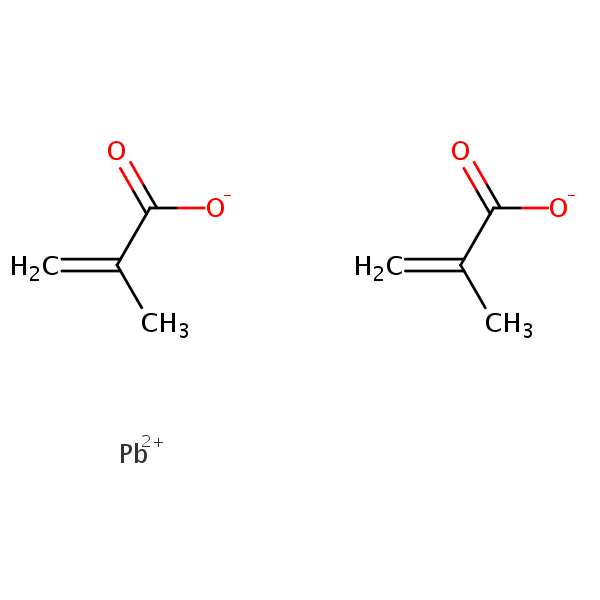 O O
O⁻ O⁻
H₂C H₂C
CH₃ CH₃
Pb²⁺